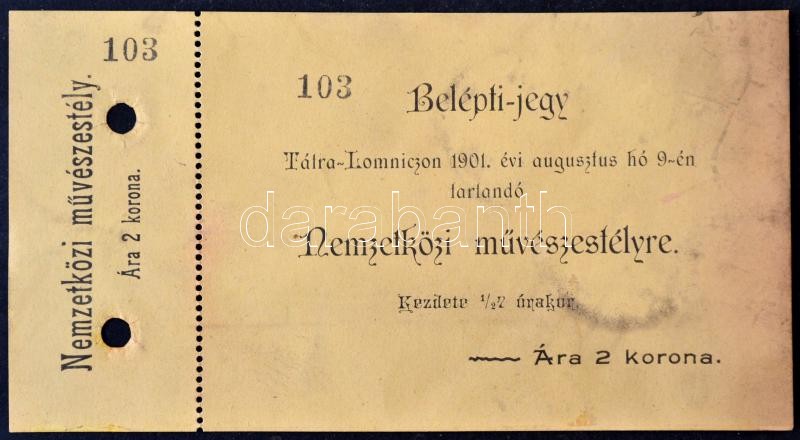 103
Nemzetközi művészestély.
Ára 2 korona.
103
Belépti-jegy
Tátra-Lomniczon 1901. évi augusztus hó 9-én
tartandó
Nemzetközi művészestélyre.
Kezdete ½7 órakor.
Ára 2 korona.
darabanth